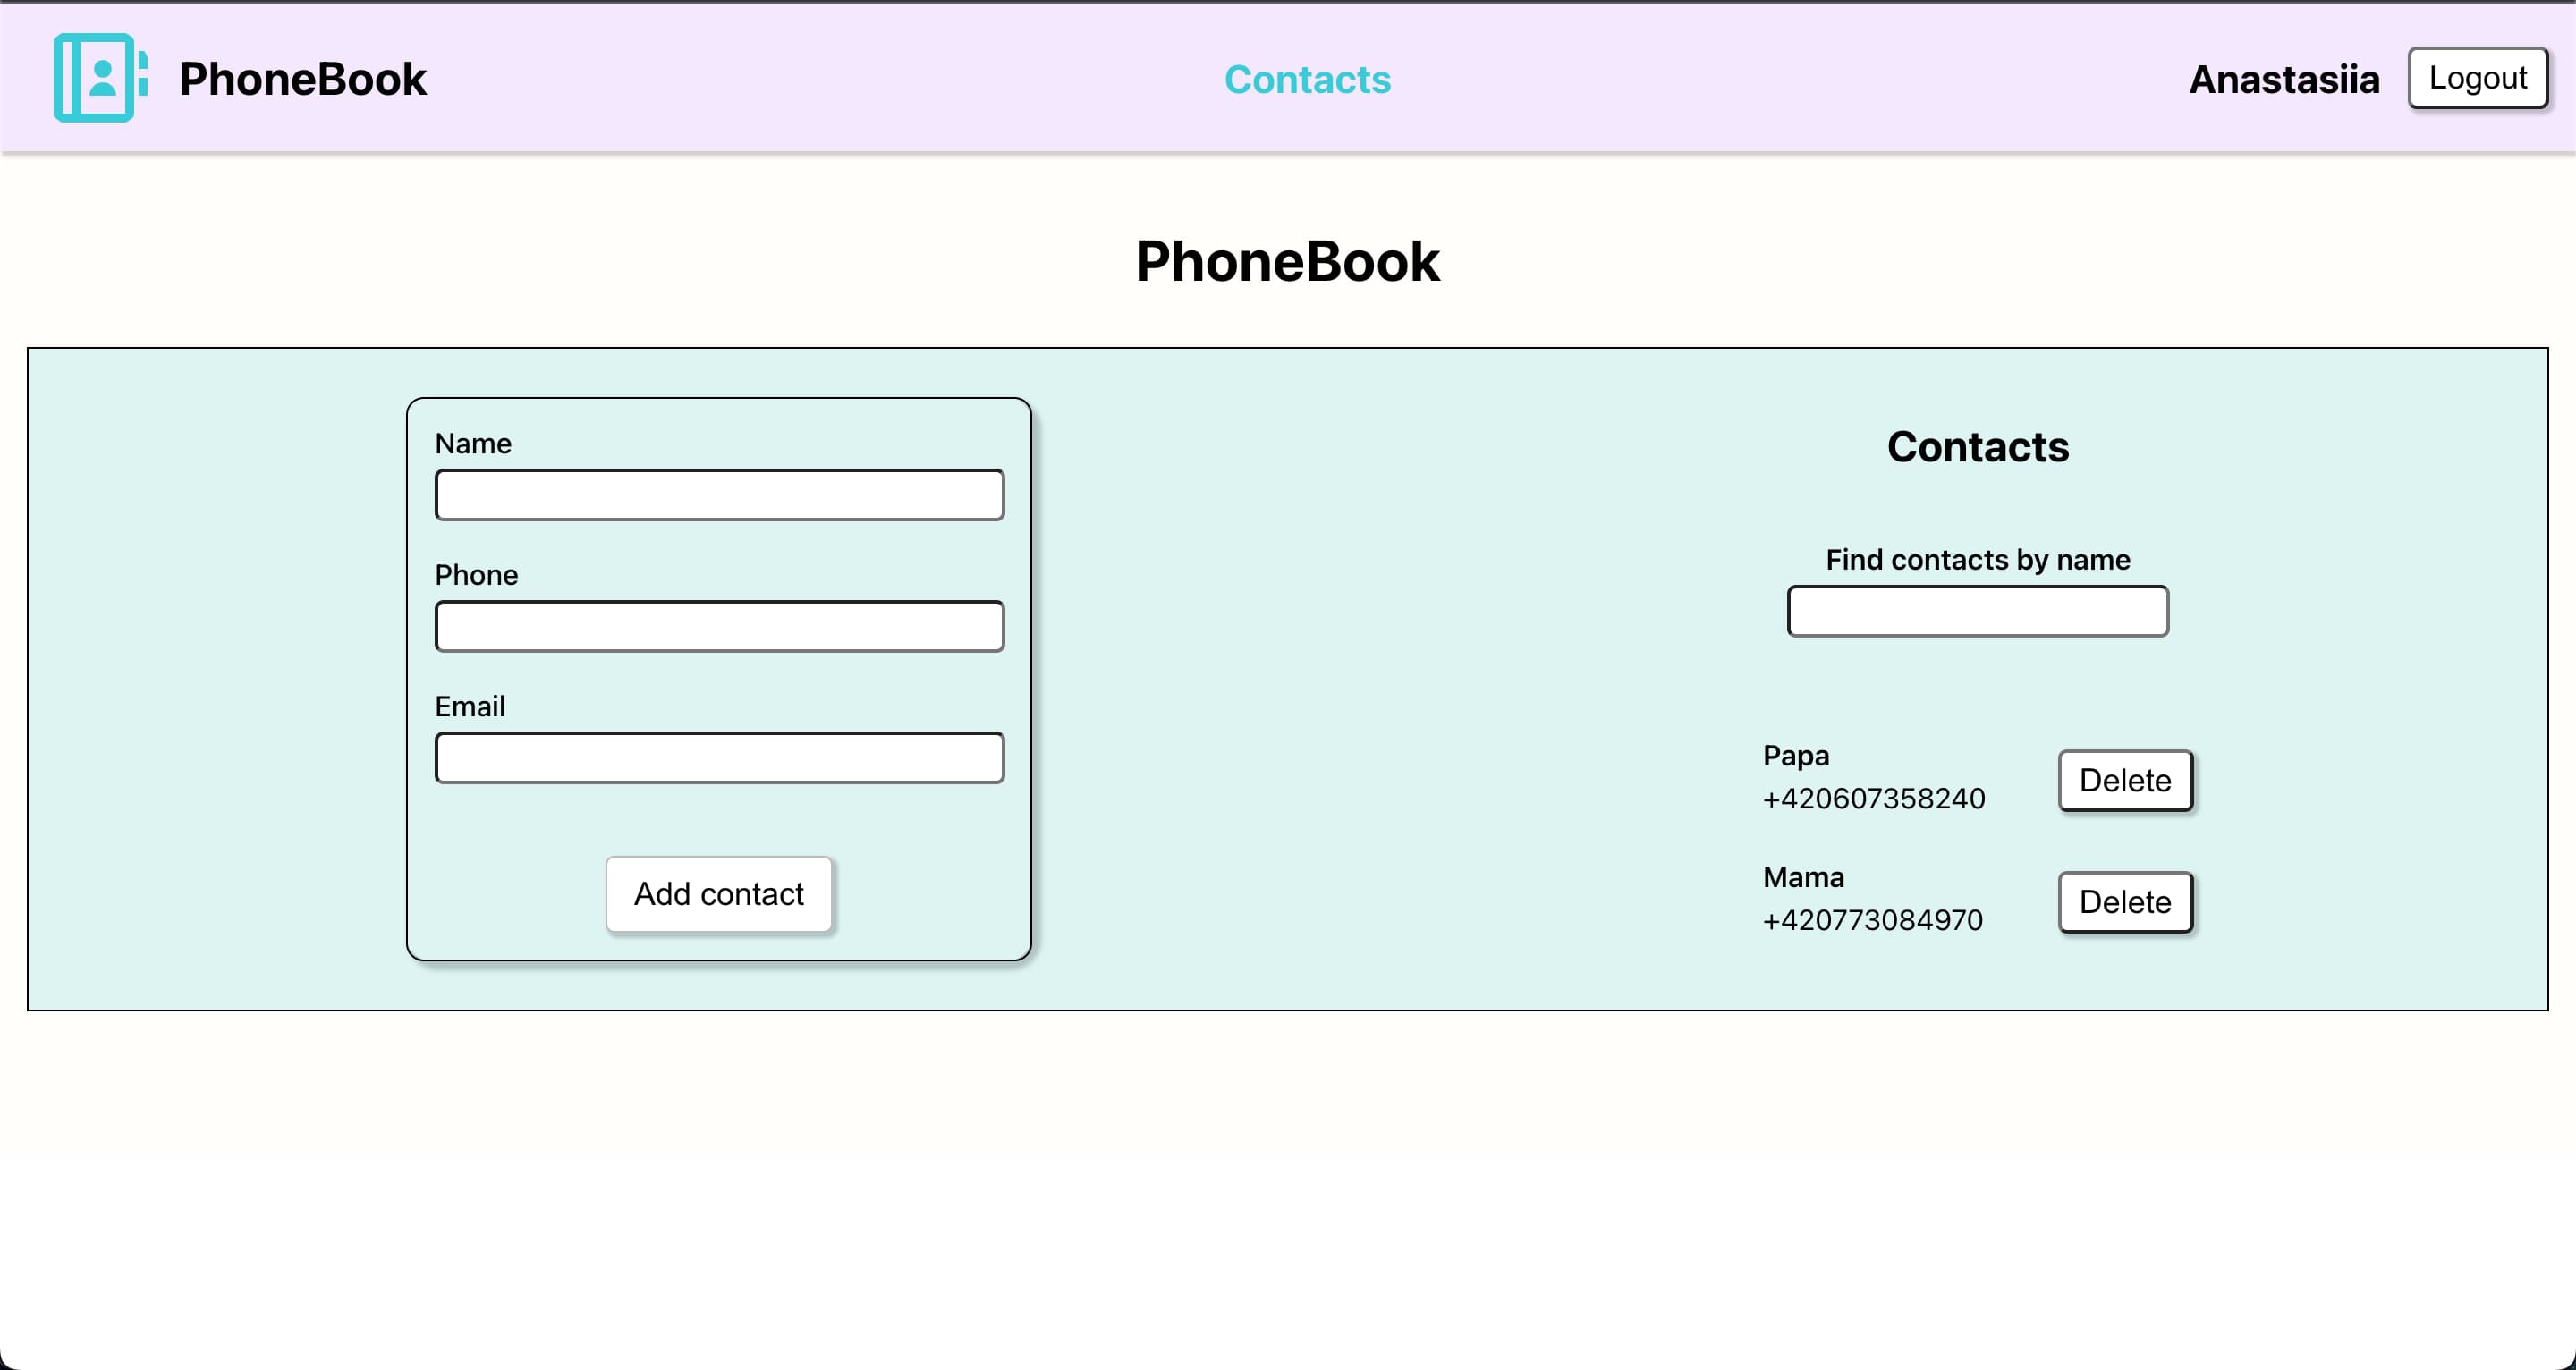 PhoneBook
Contacts
Anastasiia
Logout
PhoneBook
Name
Phone
Email
Add contact
Contacts
Find contacts by name
Papa
+420607358240
Delete
Mama
+420773084970
Delete